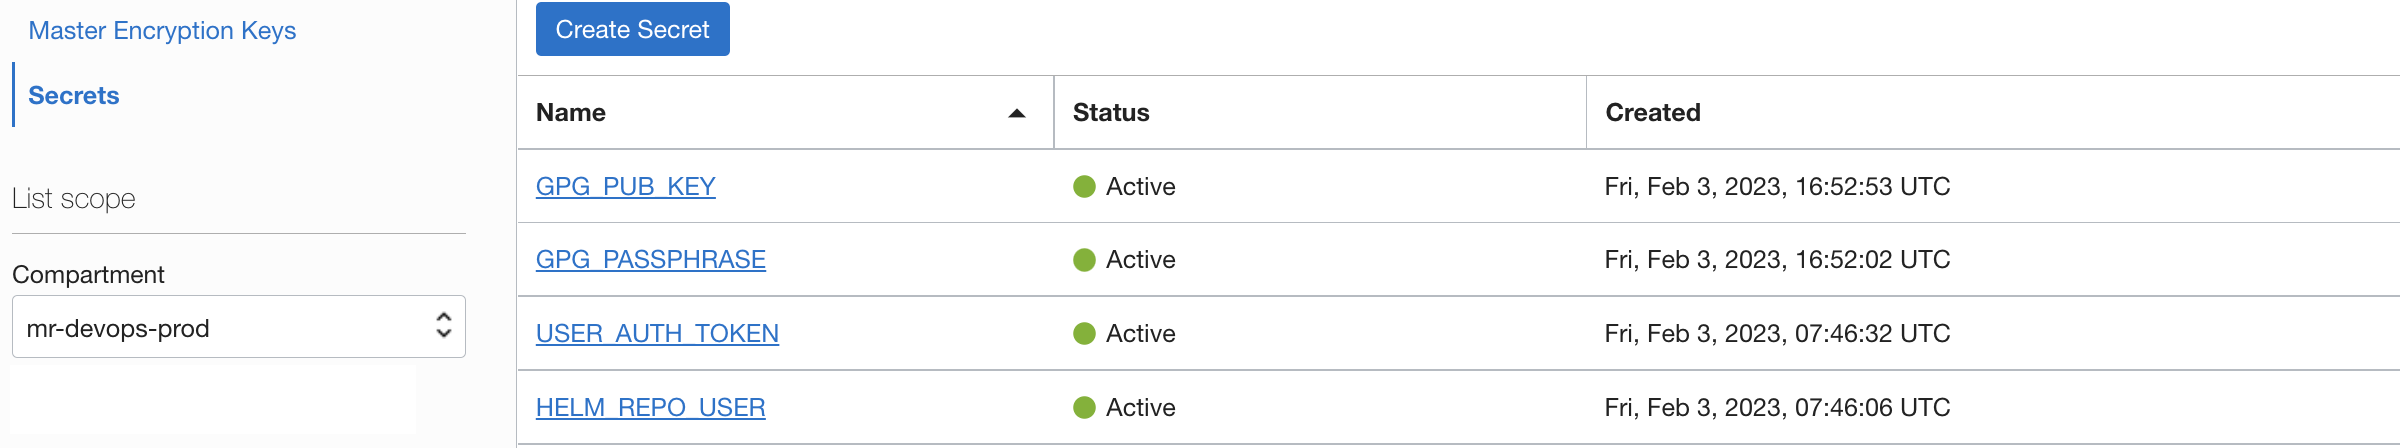 Master Encryption Keys
Secrets
List scope
Compartment
mr-devops-prod
Create Secret
Name Status Created
GPG_PUB_KEY Active Fri, Feb 3, 2023, 16:52:53 UTC
GPG_PASSPHRASE Active Fri, Feb 3, 2023, 16:52:02 UTC
USER_AUTH_TOKEN Active Fri, Feb 3, 2023, 07:46:32 UTC
HELM_REPO_USER Active Fri, Feb 3, 2023, 07:46:06 UTC